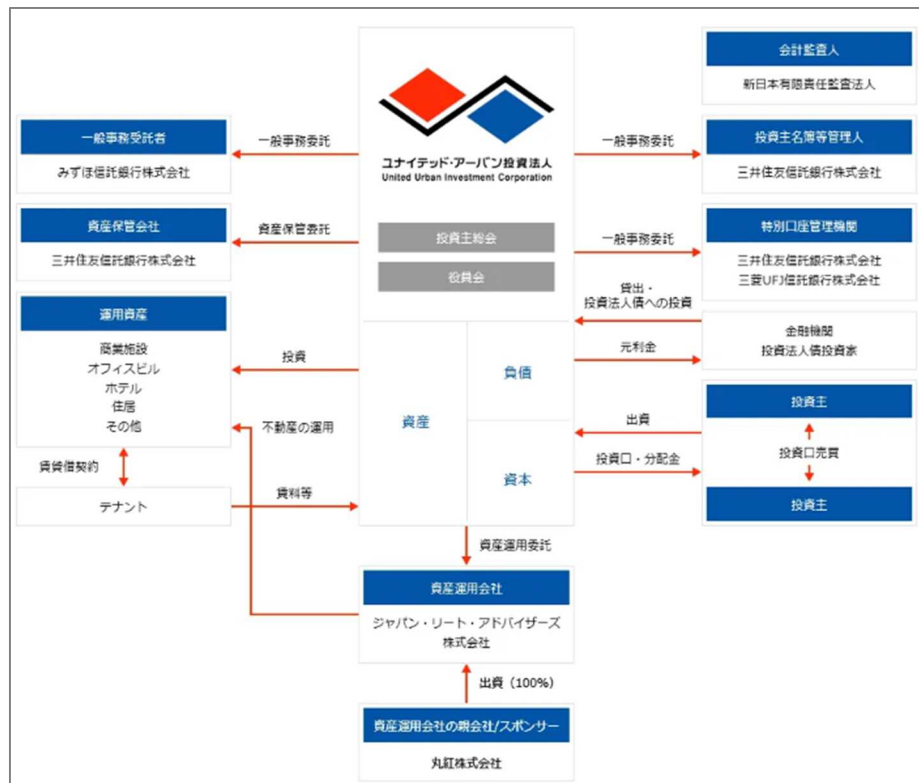 会計監査人
新日本有限責任監査法人
ユナイテッド・アーバン投資法人
United Urban Investment Corporation
一般事務受託者
みずほ信託銀行株式会社
一般事務委託
一般事務委託
投資主名簿等管理人
三井住友信託銀行株式会社
資産保管会社
三井住友信託銀行株式会社
資産保管委託
投資主総会
役員会
一般事務委託
特別口座管理機関
三井住友信託銀行株式会社
三菱UFJ信託銀行株式会社
運用資産
商業施設
オフィスビル
ホテル
住居
その他
投資
不動産の運用
賃貸借契約
テナント
賃料等
資産
負債
資本
貸出・
投資法人債への投資
元利金
金融機関
投資法人債投資家
出資
投資口・分配金
投資主
投資口売買
投資主
資産運用委託
資産運用会社
ジャパン・リート・アドバイザーズ
株式会社
出資（100%）
資産運用会社の親会社/スポンサー
丸紅株式会社